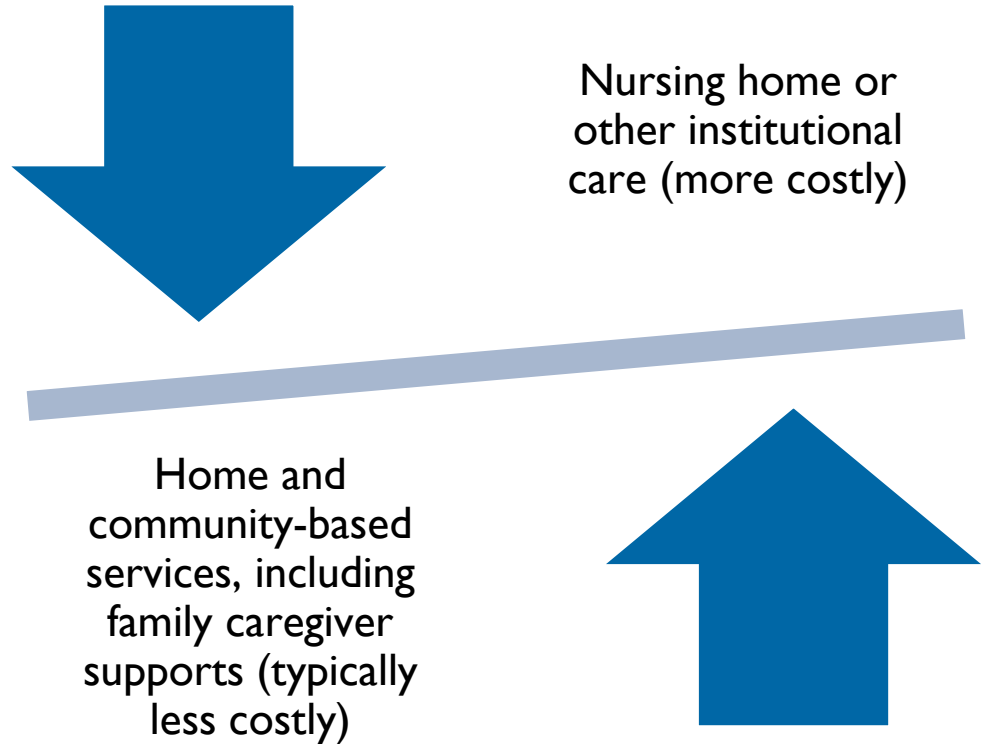 Nursing home or
other institutional
care (more costly)
Home and
community-based
services, including
family caregiver
supports (typically
less costly)